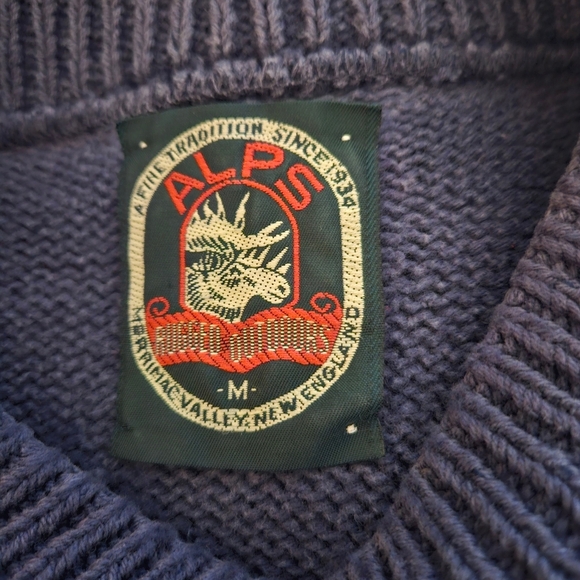 A FINE TRADITION SINCE 1934
ALPS
RUGGED OUTDOORS
-M-
MERRIMAC VALLEY, NEW ENGLAND